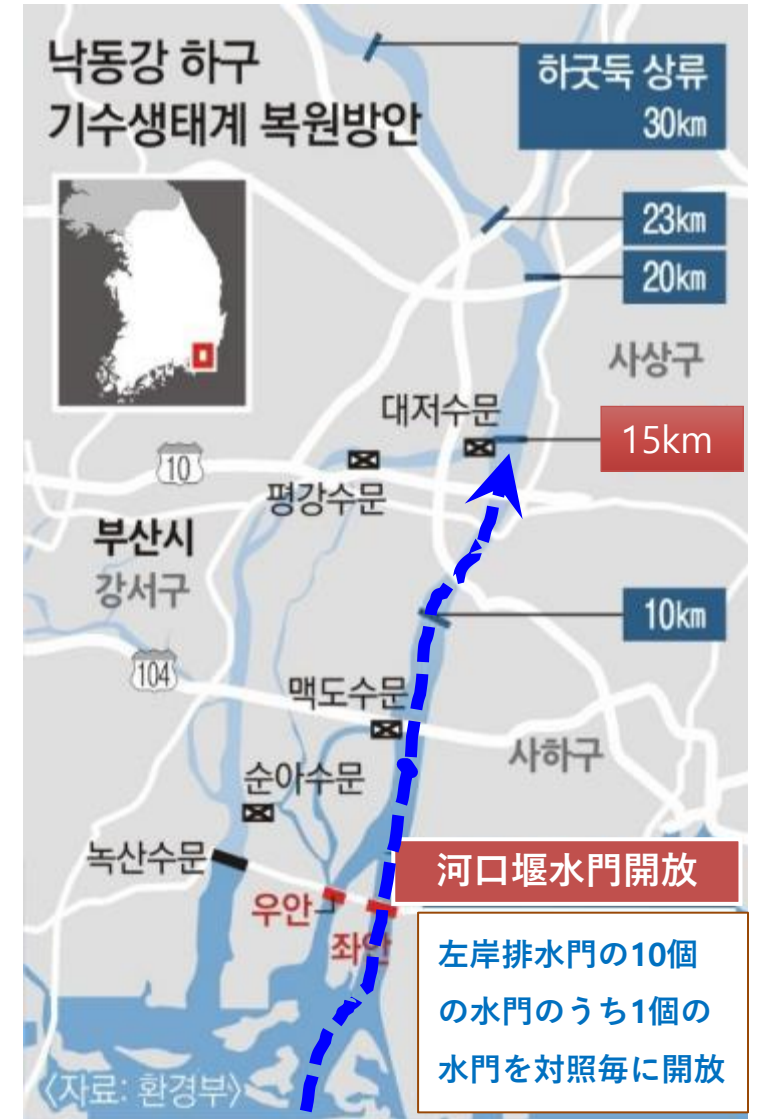 낙동강 하구
기수생태계 복원방안
하굿둑 상류
30km
23km
20km
사상구
대저수문
15km
10
평강수문
부산시
강서구
10km
104
맥도수문
사하구
순아수문
녹산수문
河口堰水門開放
우안
좌안
左岸排水門の10個
の水門のうち1個の
水門を対照毎に開放
〈자료: 환경부〉